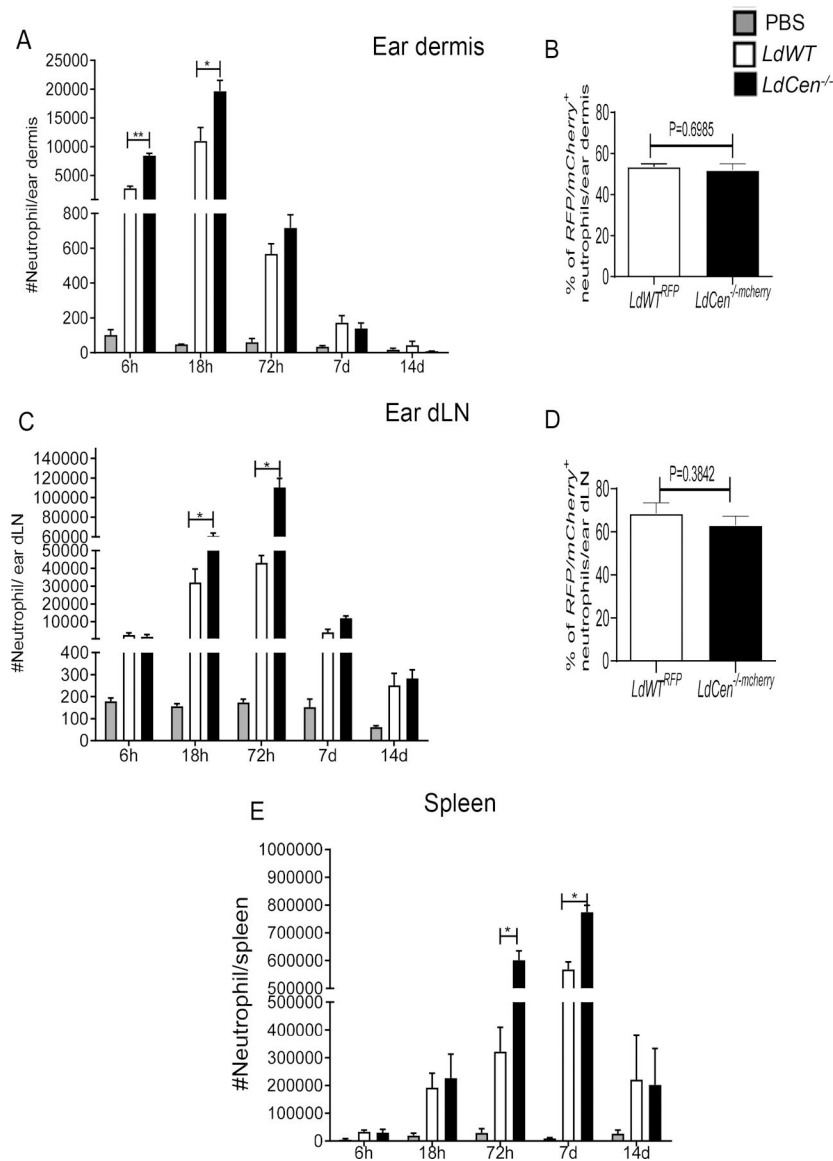 PBS
LdWT
LdCen-/-
A
Ear dermis
#Neutrophil/ear dermis
25000
20000
15000
10000
5000
800
600
400
200
0
**
*
6h 18h 72h 7d 14d
B
% of RFP/mCherry+
neutrophils/ear dermis
80
60
40
20
0
P=0.6985
LdWTRFP LdCen-/-mcherry
C
Ear dLN
#Neutrophil/ ear dLN
140000
120000
100000
80000
60000
50000
40000
30000
20000
10000
400
300
200
100
0
*
*
6h 18h 72h 7d 14d
D
% of RFP/mCherry+
neutrophils/ear dLN
80
60
40
20
0
P=0.3842
LdWTRFP LdCen-/-mcherry
E
Spleen
#Neutrophil/spleen
1000000
900000
800000
700000
600000
500000
500000
400000
300000
200000
100000
0
*
*
6h 18h 72h 7d 14d